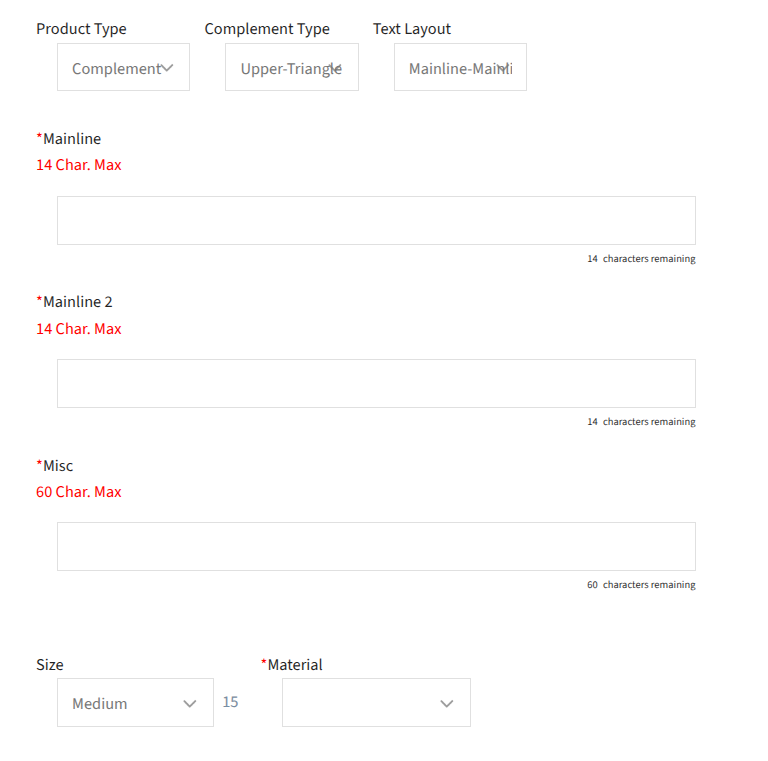 Product Type Complement Type Text Layout
Complement Upper-Triangle Mainline-Mainli
*Mainline
14 Char. Max
14 characters remaining
*Mainline 2
14 Char. Max
14 characters remaining
*Misc
60 Char. Max
60 characters remaining
Size *Material
Medium 15